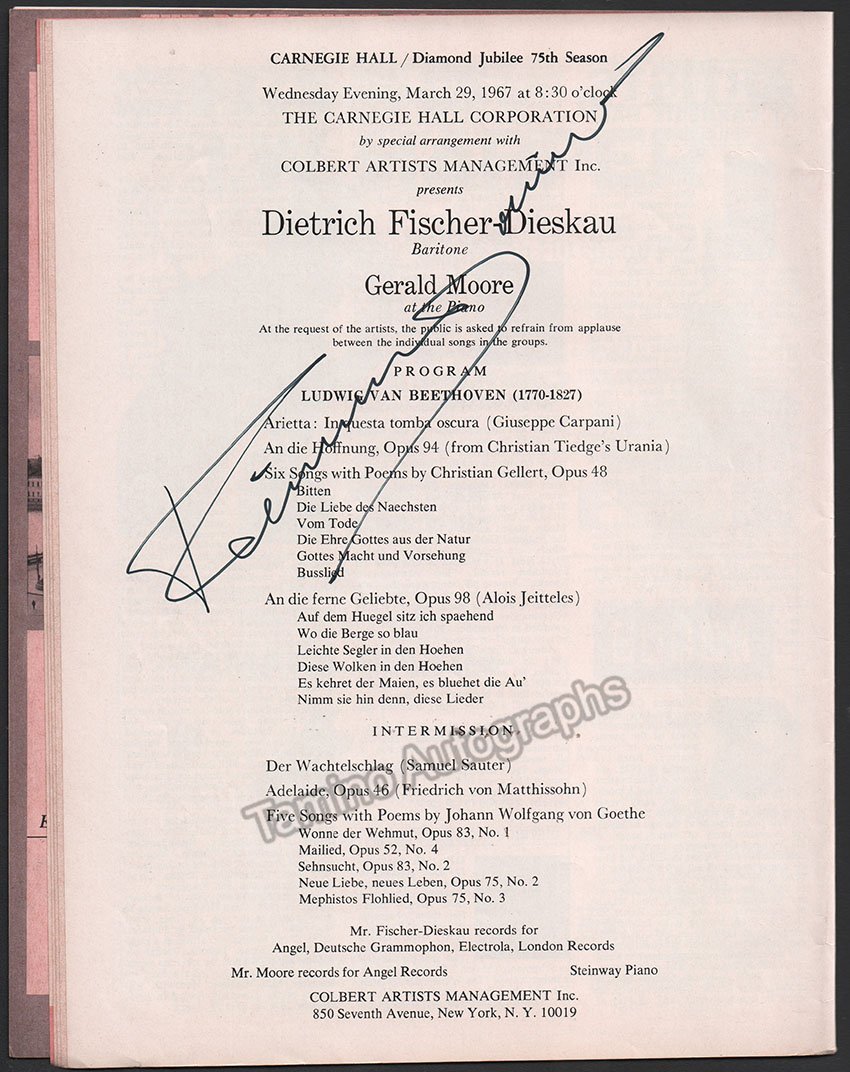 CARNEGIE HALL / Diamond Jubilee 75th Season
Wednesday Evening, March 29, 1967 at 8:30 o'clock
THE CARNEGIE HALL CORPORATION
by special arrangement with
COLBERT ARTISTS MANAGEMENT Inc.
presents
Dietrich Fischer-Dieskau
Baritone
Gerald Moore
at the Piano
At the request of the artists, the public is asked to refrain from applause
between the individual songs in the groups.
PROGRAM
LUDWIG VAN BEETHOVEN (1770-1827)
Arietta: In questa tomba oscura (Giuseppe Carpani)
An die Hoffnung, Opus 94 (from Christian Tiedge's Urania)
Six Songs with Poems by Christian Gellert, Opus 48
Bitten
Die Liebe des Naechsten
Vom Tode
Die Ehre Gottes aus der Natur
Gottes Macht und Vorsehung
Busslied
An die ferne Geliebte, Opus 98 (Alois Jeitteles)
Auf dem Huegel sitz ich spaehend
Wo die Berge so blau
Leichte Segler in den Hoehen
Diese Wolken in den Hoehen
Es kehret der Maien, es bluehet die Au'
Nimm sie hin denn, diese Lieder
INTERMISSION
Tamino Autographs
Der Wachtelschlag (Samuel Sauter)
Adelaide, Opus 46 (Friedrich von Matthissohn)
Five Songs with Poems by Johann Wolfgang von Goethe
Wonne der Wehmut, Opus 83, No. 1
Mailied, Opus 52, No. 4
Sehnsucht, Opus 83, No. 2
Neue Liebe, neues Leben, Opus 75, No. 2
Mephistos Flohlied, Opus 75, No. 3
Mr. Fischer-Dieskau records for
Angel, Deutsche Grammophon, Electrola, London Records
Mr. Moore records for Angel Records Steinway Piano
COLBERT ARTISTS MANAGEMENT Inc.
850 Seventh Avenue, New York, N. Y. 10019